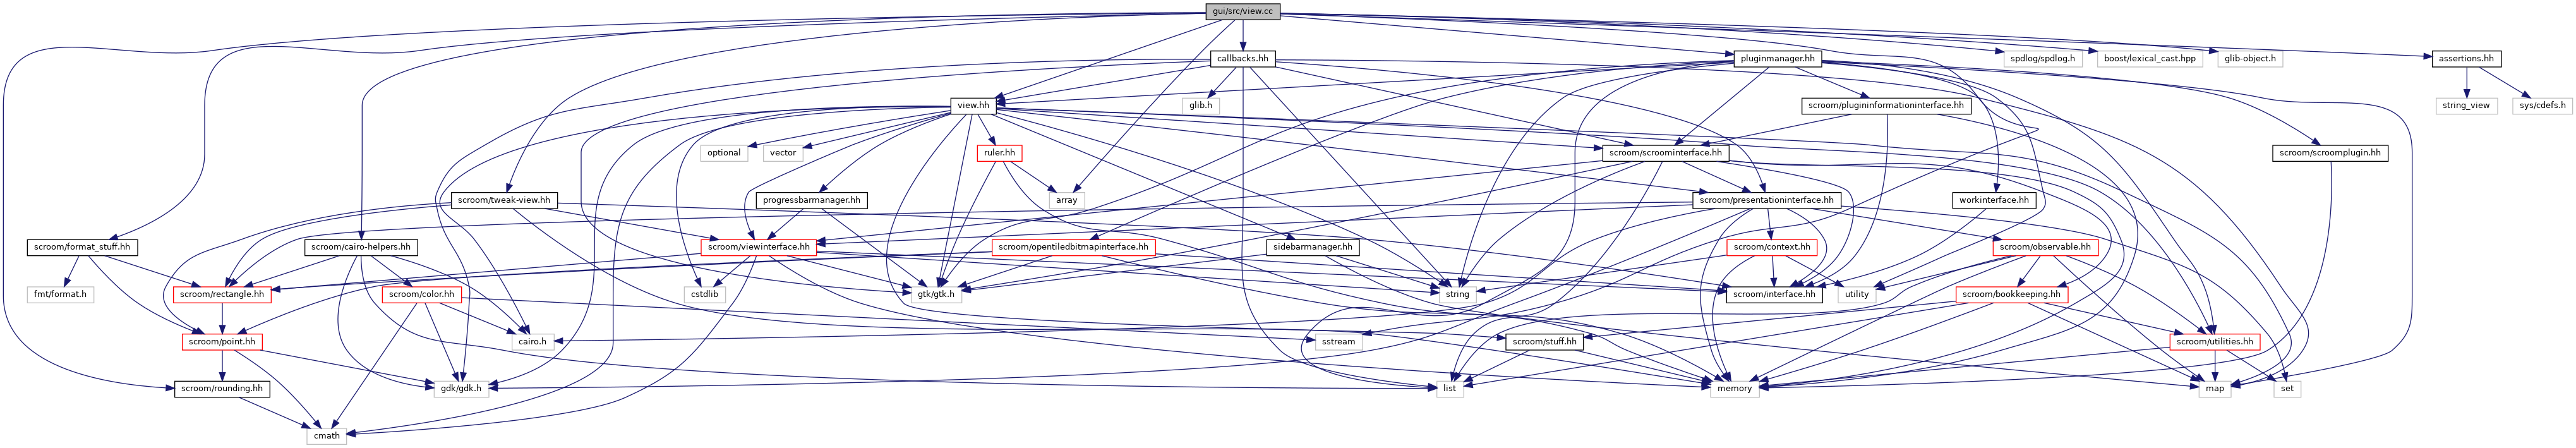 gui/src/view.cc
callbacks.hh
pluginmanager.hh
spdlog/spdlog.h
boost/lexical_cast.hpp
glib-object.h
assertions.hh
view.hh
glib.h
scroom/plugininformationinterface.hh
string_view
sys/cdefs.h
optional
vector
ruler.hh
scroom/scroominterface.hh
scroom/scroomplugin.hh
scroom/tweak-view.hh
progressbarmanager.hh
array
scroom/presentationinterface.hh
workinterface.hh
scroom/format_stuff.hh
scroom/cairo-helpers.hh
scroom/viewinterface.hh
scroom/opentiledbitmapinterface.hh
sidebarmanager.hh
scroom/context.hh
scroom/observable.hh
fmt/format.h
scroom/rectangle.hh
scroom/color.hh
cstdlib
gtk/gtk.h
string
scroom/interface.hh
utility
scroom/bookkeeping.hh
scroom/point.hh
cairo.h
sstream
scroom/stuff.hh
scroom/utilities.hh
scroom/rounding.hh
gdk/gdk.h
list
memory
map
set
cmath